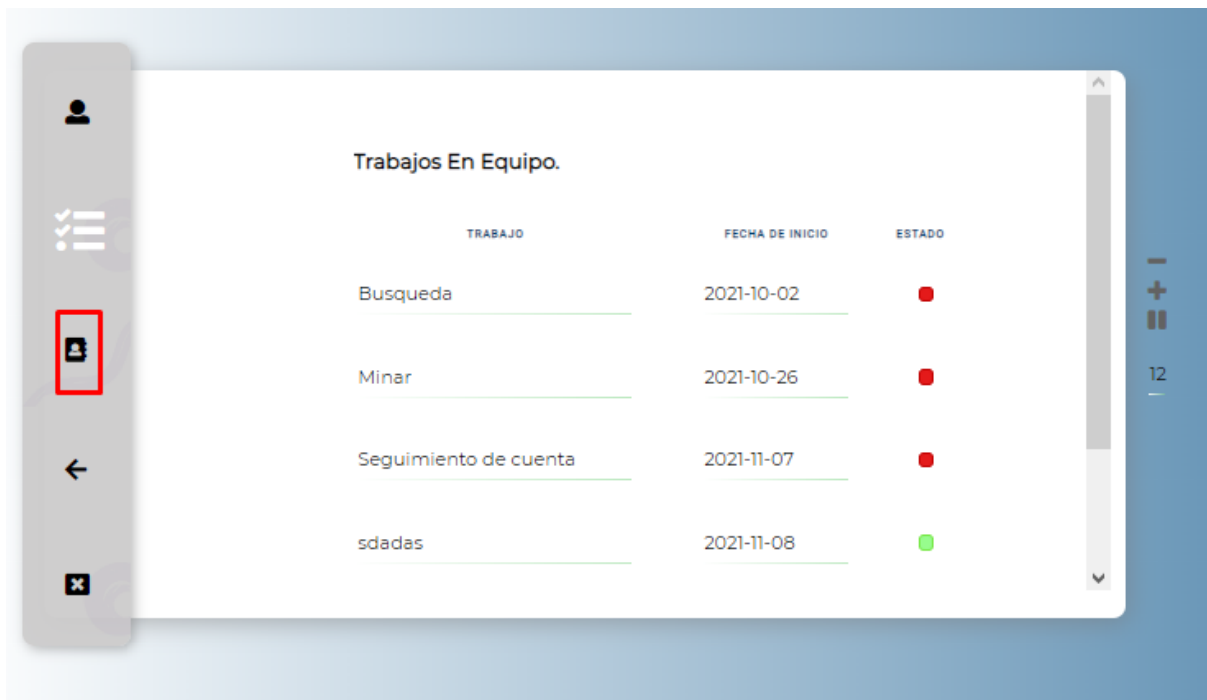 Trabajos En Equipo.
TRABAJO FECHA DE INICIO ESTADO
Busqueda 2021-10-02
Minar 2021-10-26
12
Seguimiento de cuenta 2021-11-07
sdadas 2021-11-08